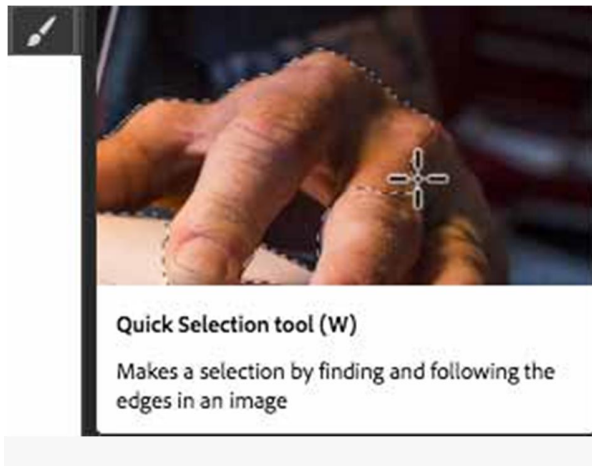 Quick Selection tool (W)
Makes a selection by finding and following the
edges in an image